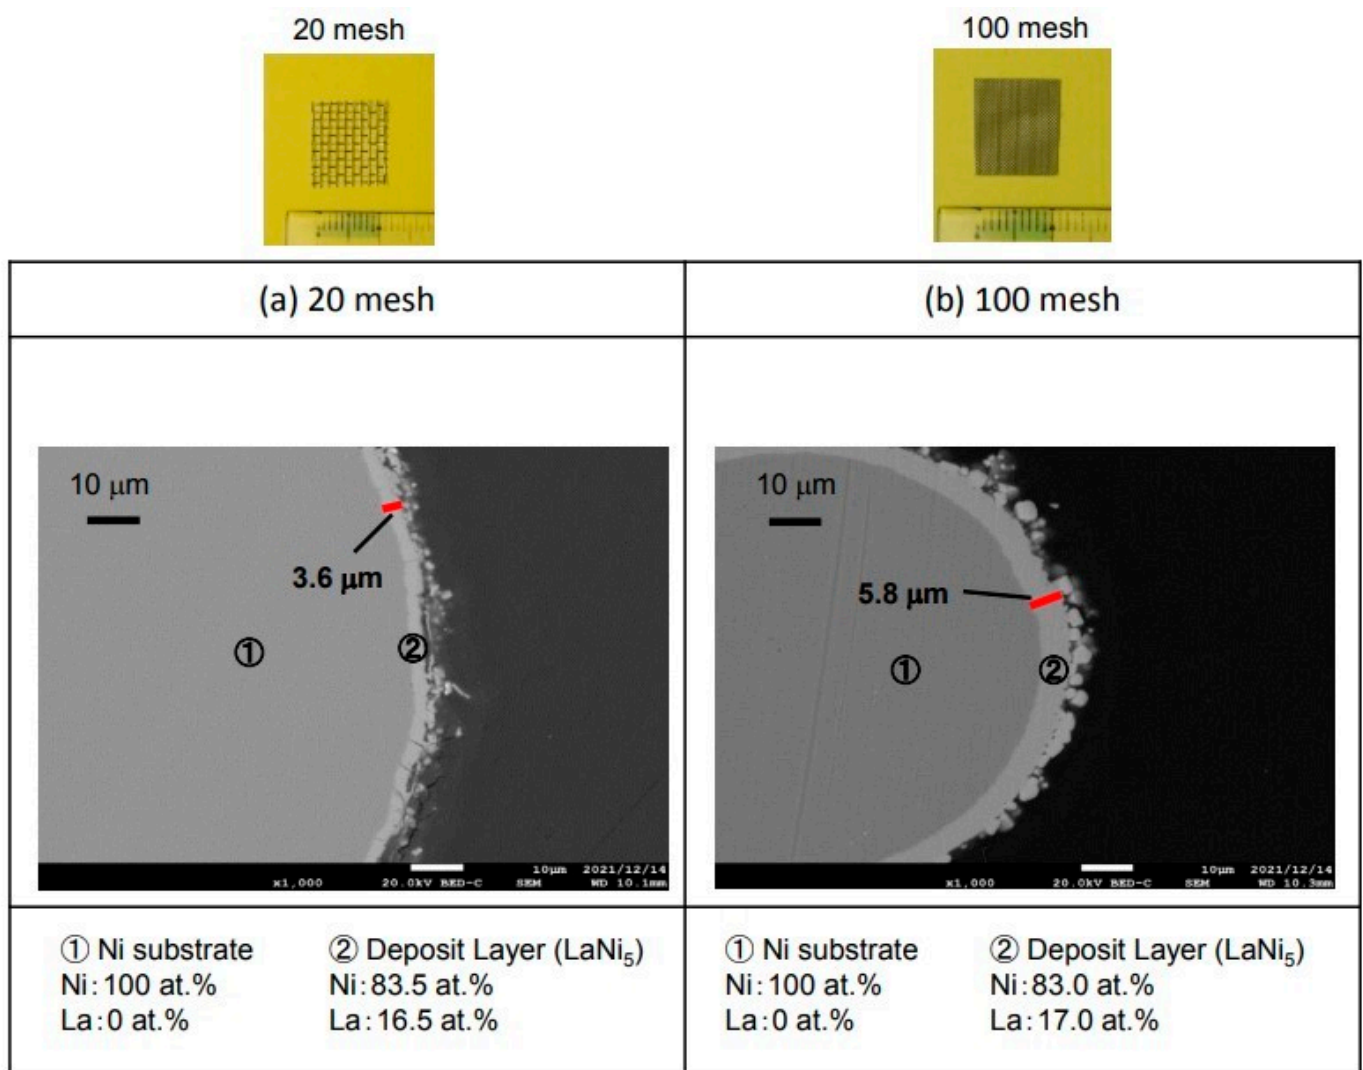 20 mesh
100 mesh
(a) 20 mesh
(b) 100 mesh
10 μm
3.6 μm
①
②
10μm 2021/12/14
x1,000 20.0kV BED-C SEM WD 10.1mm
10 μm
5.8 μm
①
②
10μm 2021/12/14
x1,000 20.0kV BED-C SEM WD 10.3mm
① Ni substrate
Ni:100 at.%
La:0 at.%
② Deposit Layer (LaNi₅)
Ni:83.5 at.%
La:16.5 at.%
① Ni substrate
Ni:100 at.%
La:0 at.%
② Deposit Layer (LaNi₅)
Ni:83.0 at.%
La:17.0 at.%